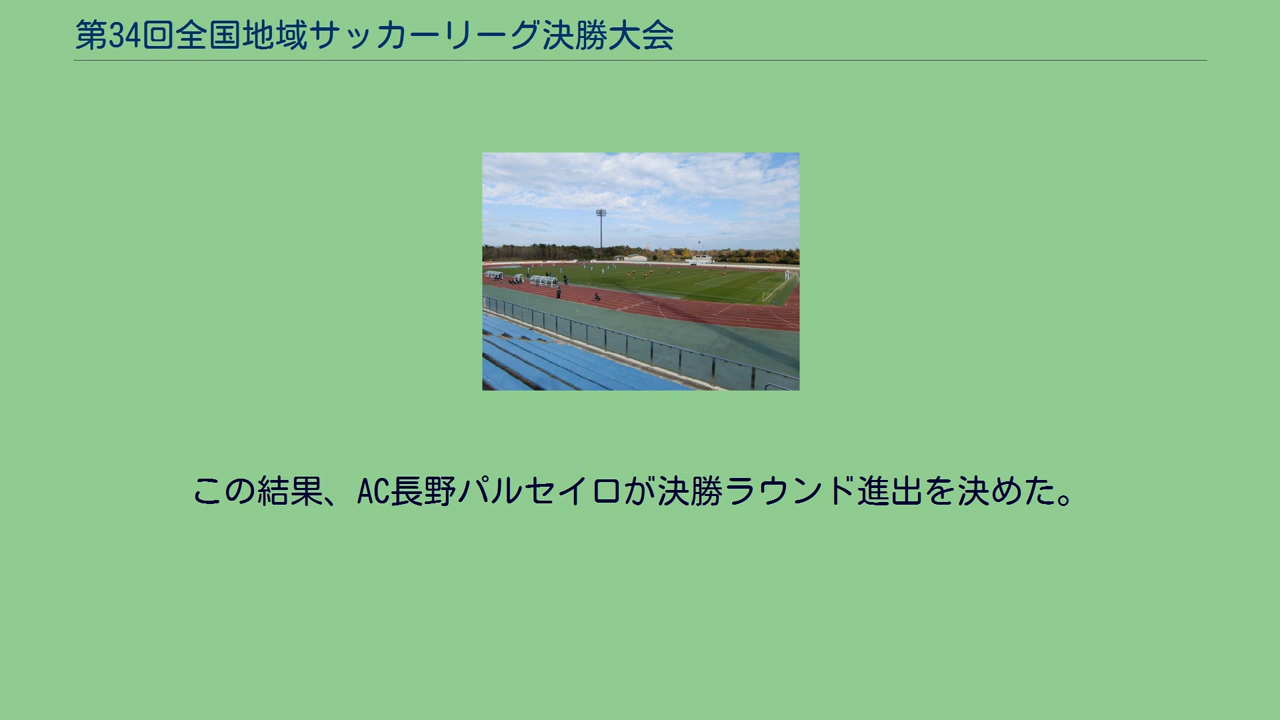 第34回全国地域サッカーリーグ決勝大会
この結果、AC長野パルセイロが決勝ラウンド進出を決めた。